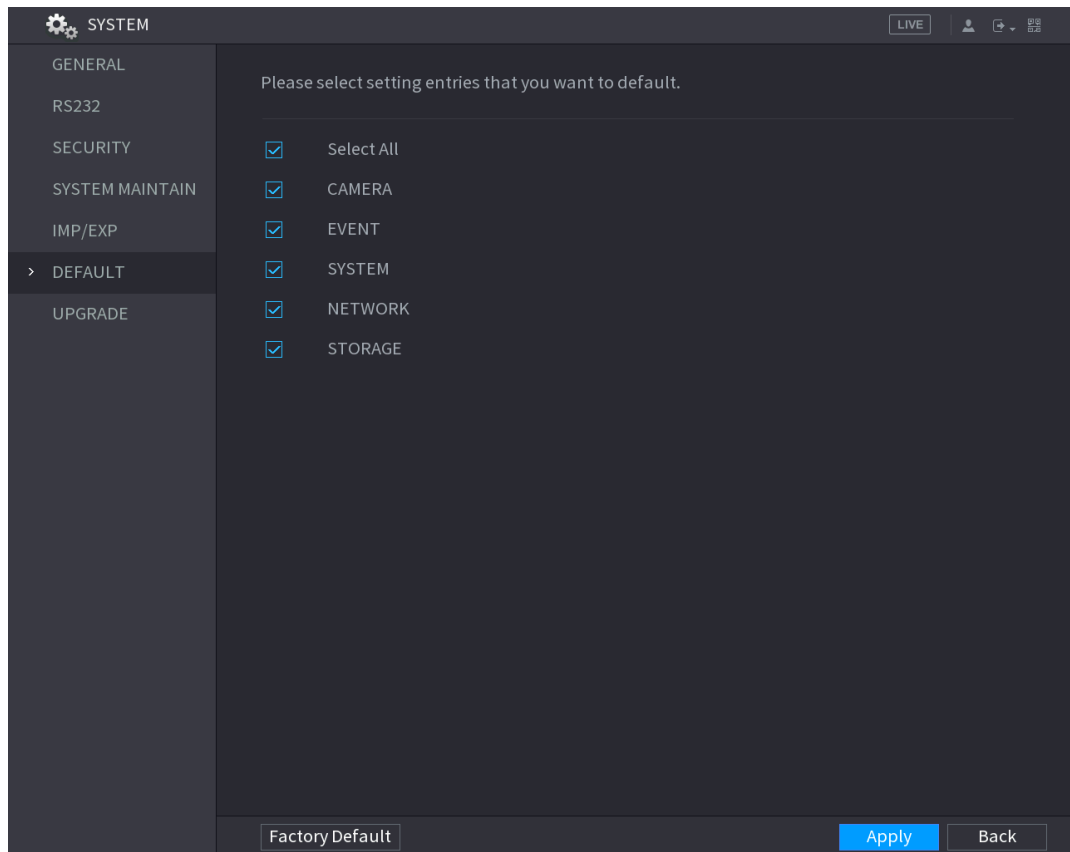 SYSTEM
LIVE
GENERAL
RS232
SECURITY
SYSTEM MAINTAIN
IMP/EXP
> DEFAULT
UPGRADE
Please select setting entries that you want to default.
Select All
CAMERA
EVENT
SYSTEM
NETWORK
STORAGE
Factory Default
Apply
Back